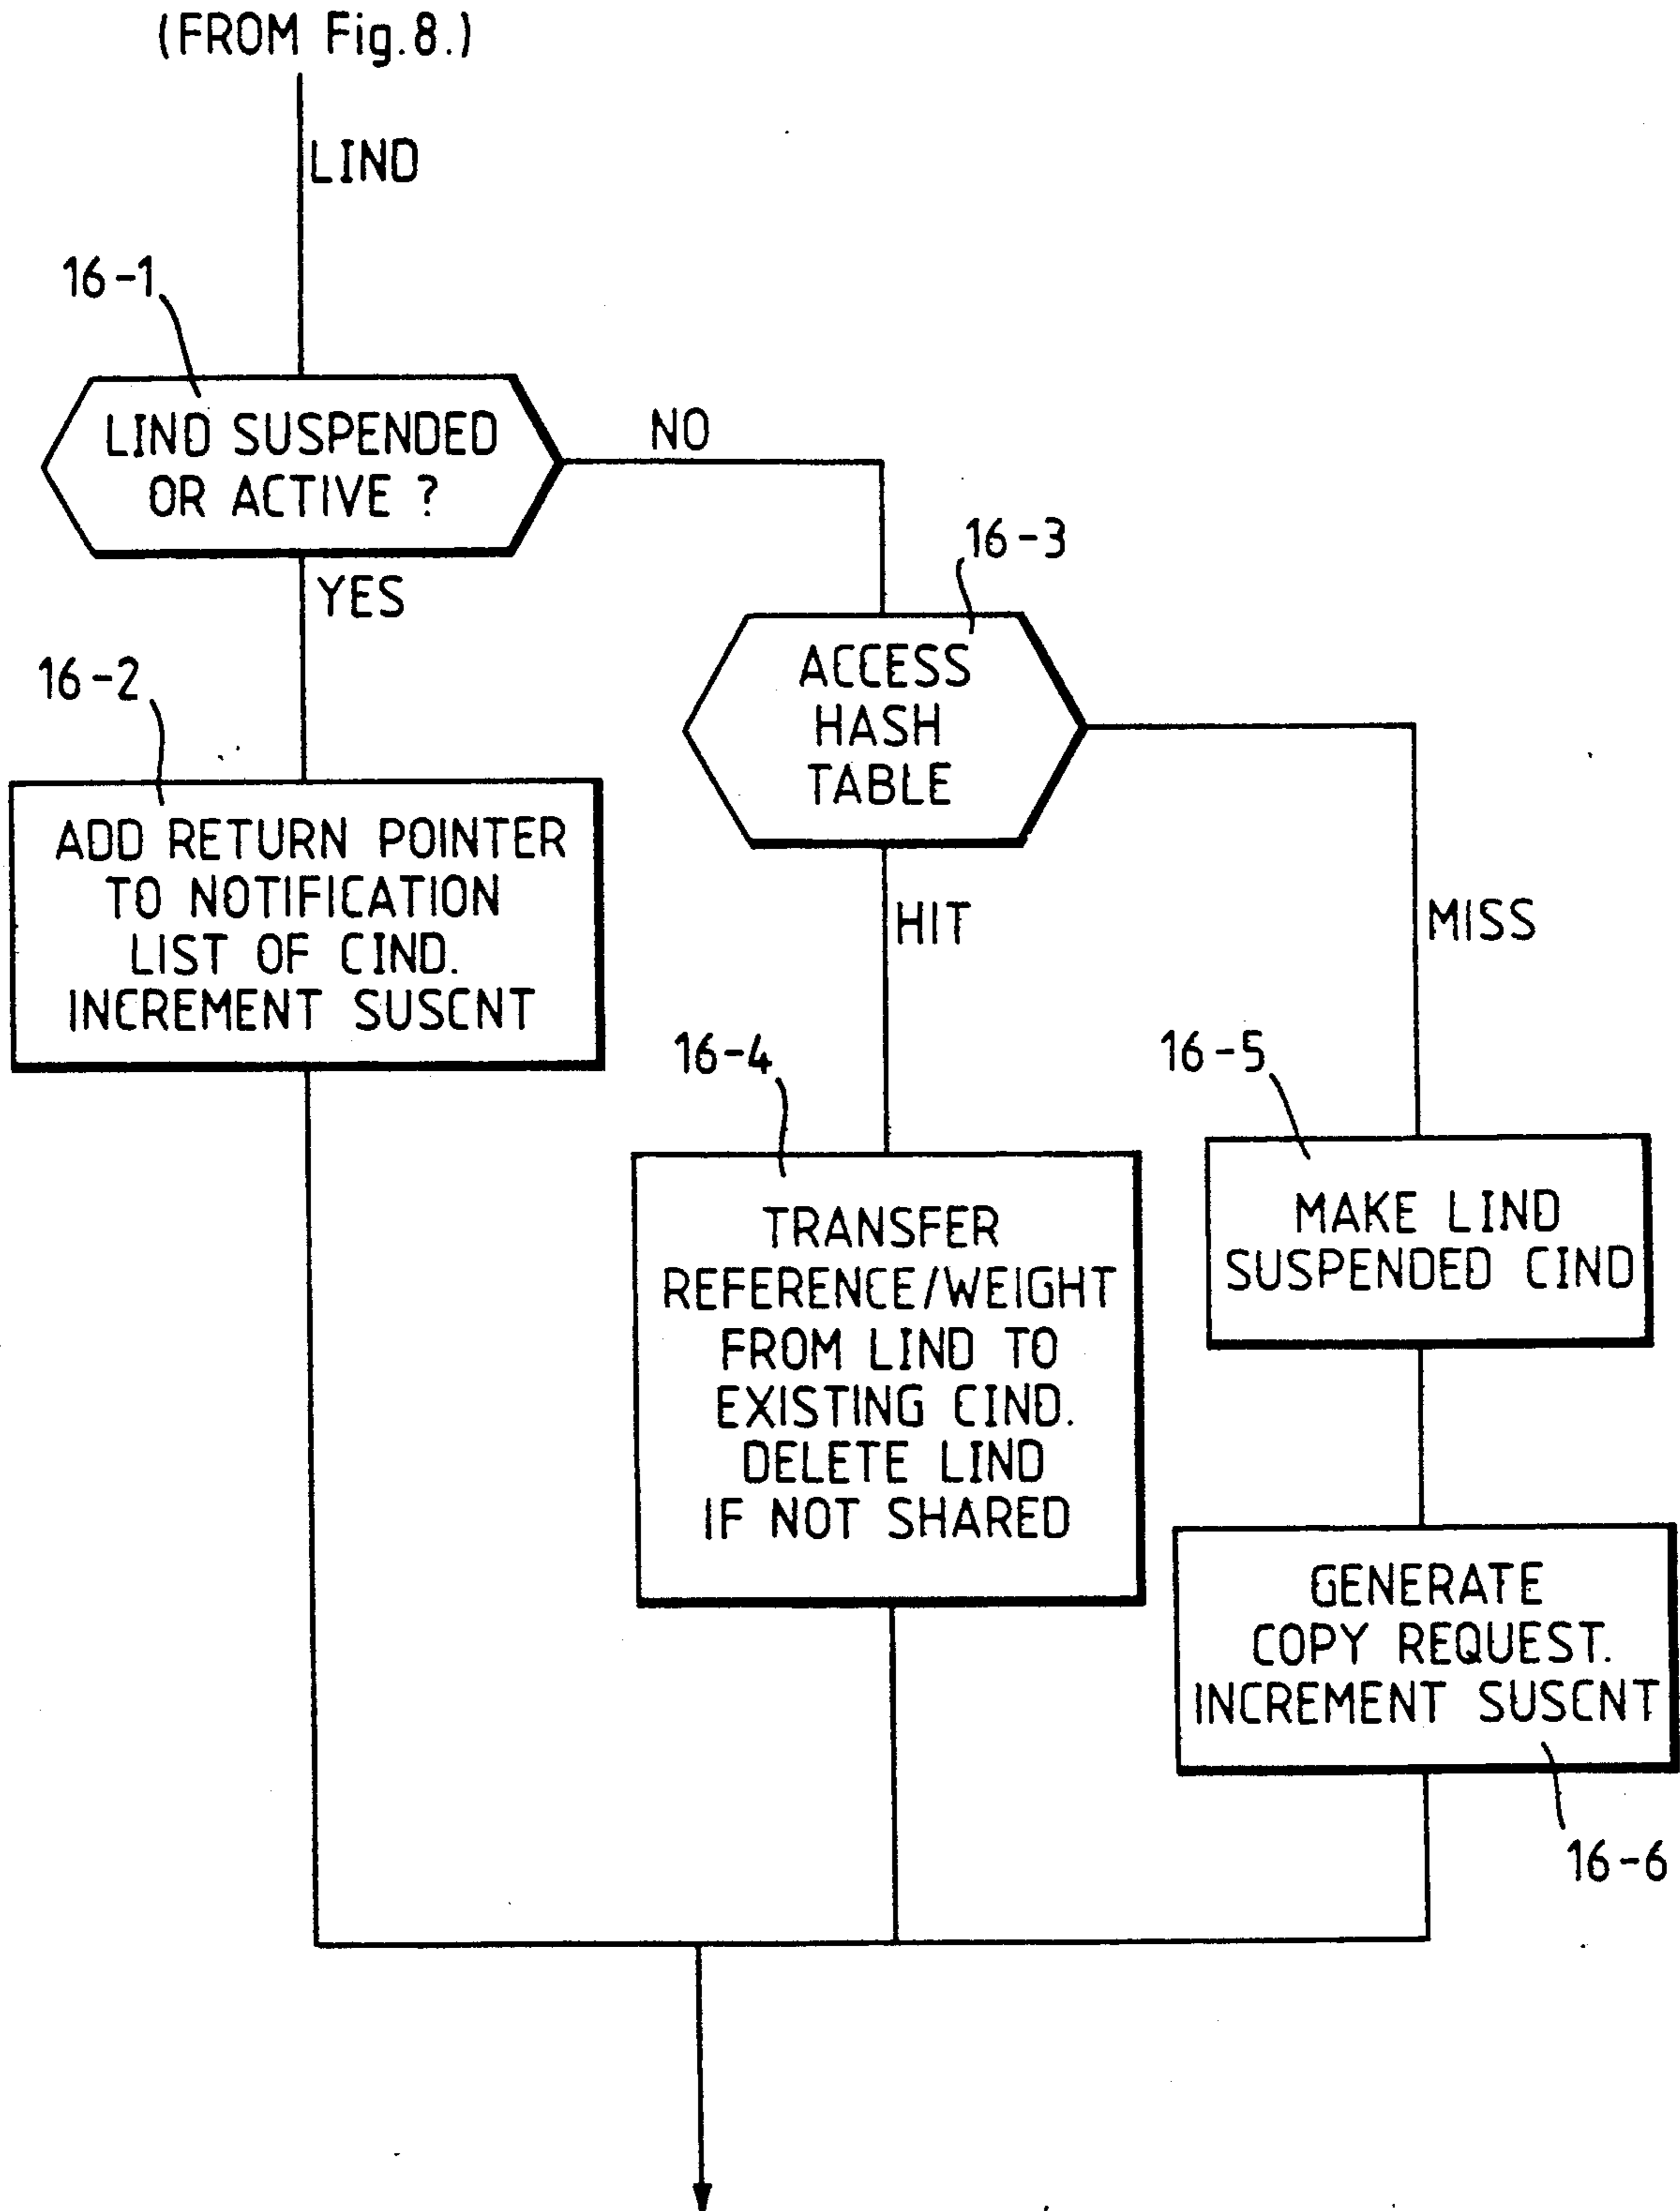 (FROM Fig.8.)
LIND
16-1
LIND SUSPENDED
OR ACTIVE ?
NO
YES
16-3
ACCESS
HASH
TABLE
16-2
ADD RETURN POINTER
TO NOTIFICATION
LIST OF CIND.
INCREMENT SUSCNT
HIT
MISS
16-4
TRANSFER
REFERENCE/WEIGHT
FROM LIND TO
EXISTING CIND.
DELETE LIND
IF NOT SHARED
16-5
MAKE LIND
SUSPENDED CIND
GENERATE
COPY REQUEST.
INCREMENT SUSCNT
16-6